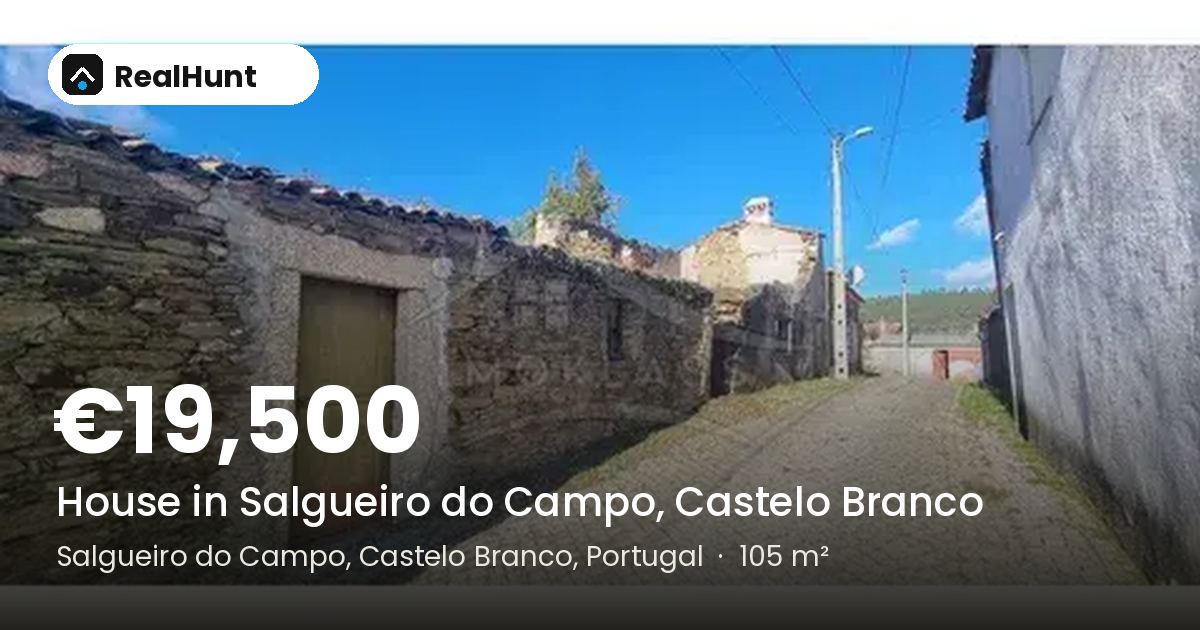 RealHunt
€19,500
House in Salgueiro do Campo, Castelo Branco
Salgueiro do Campo, Castelo Branco, Portugal · 105 m²